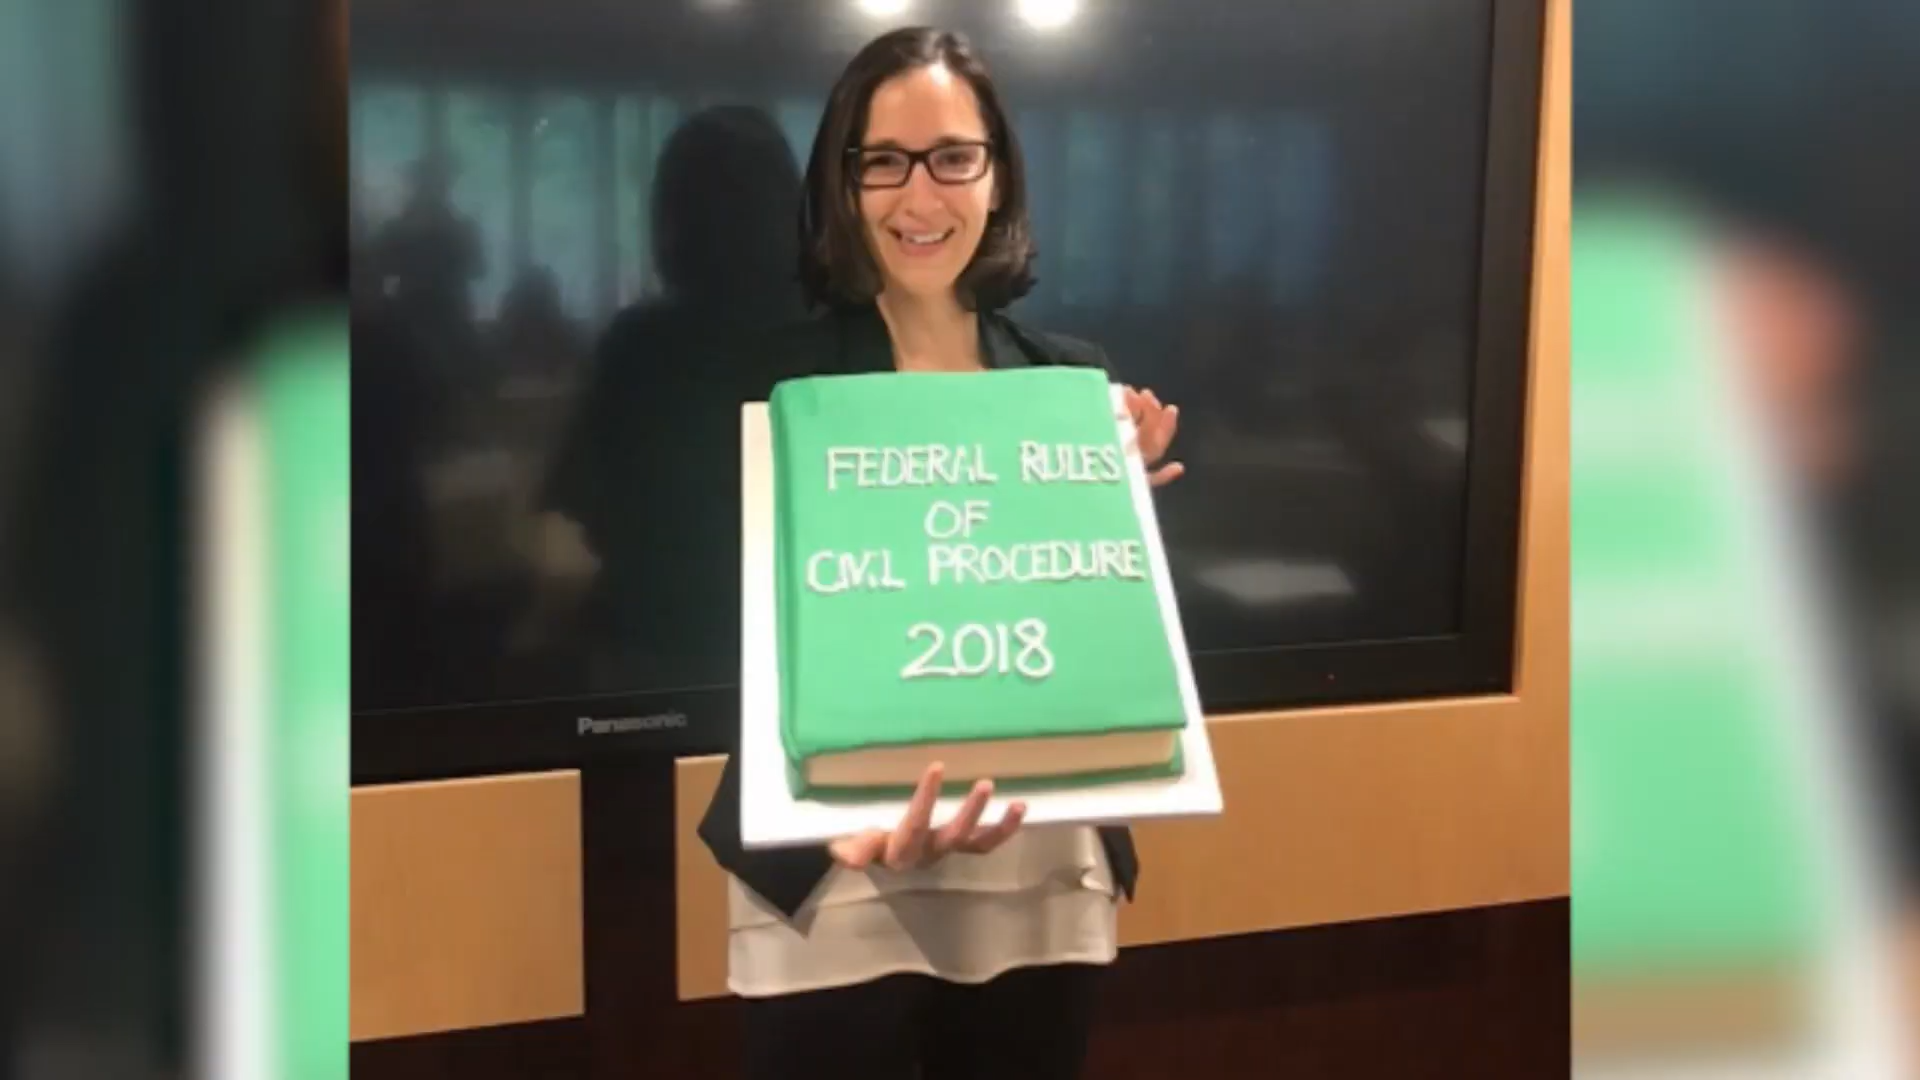 FEDERAL RULES
OF
CIVIL PROCEDURE
2018
Panasonic